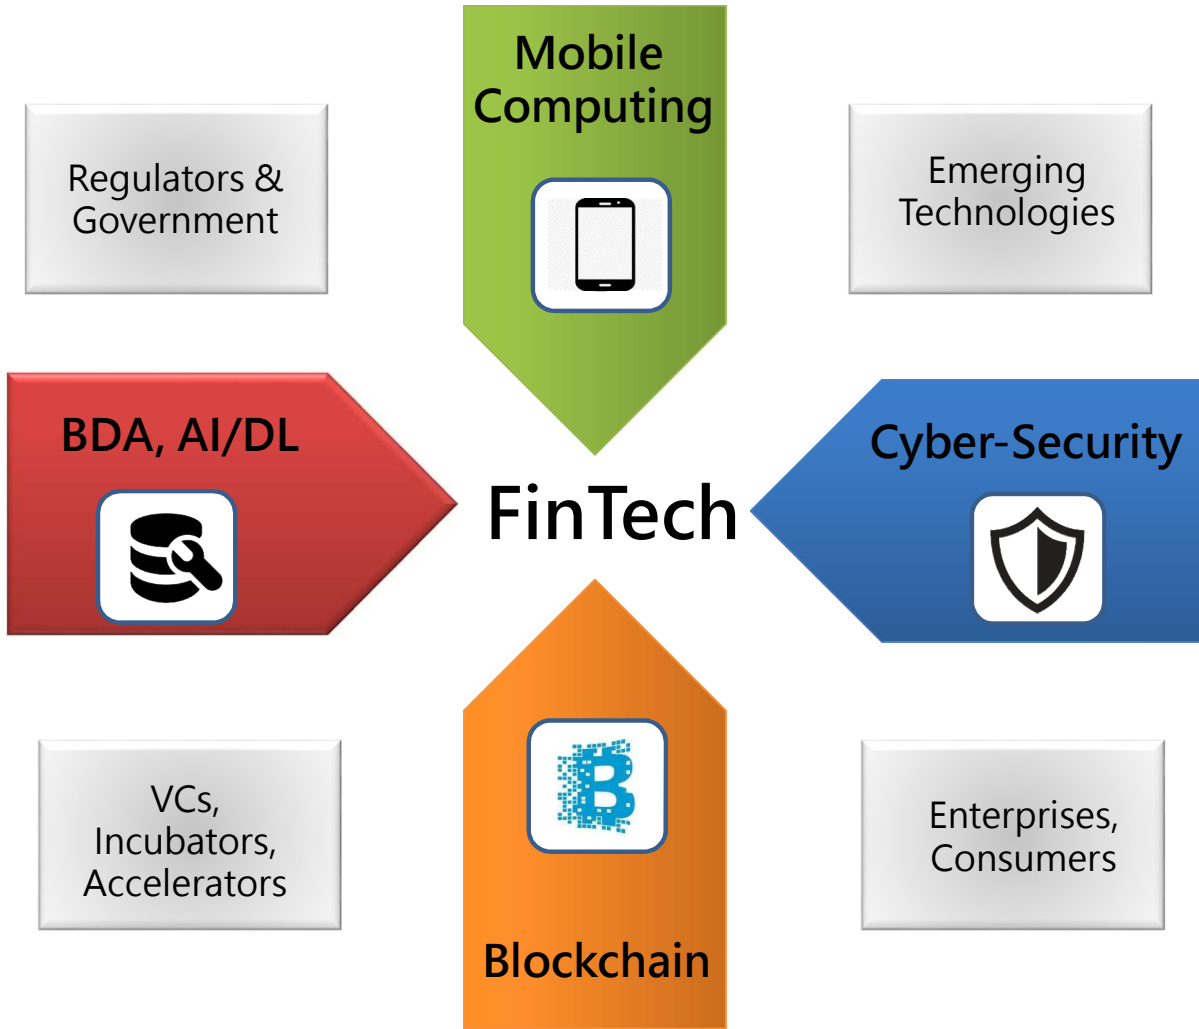 Mobile
Computing
Regulators &
Government
Emerging
Technologies
BDA, AI/DL
Cyber-Security
FinTech
VCs,
Incubators,
Accelerators
Enterprises,
Consumers
Blockchain